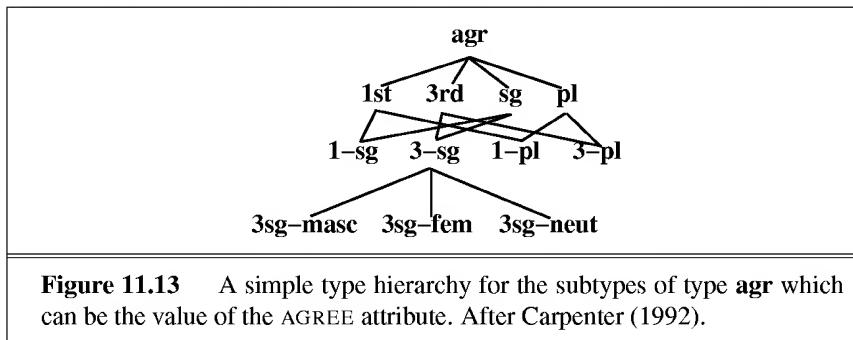 agr
1st 3rd sg pl
1-sg 3-sg 1-pl 3-pl
3sg-masc 3sg-fem 3sg-neut
Figure 11.13 A simple type hierarchy for the subtypes of type agr which
can be the value of the AGREE attribute. After Carpenter (1992).